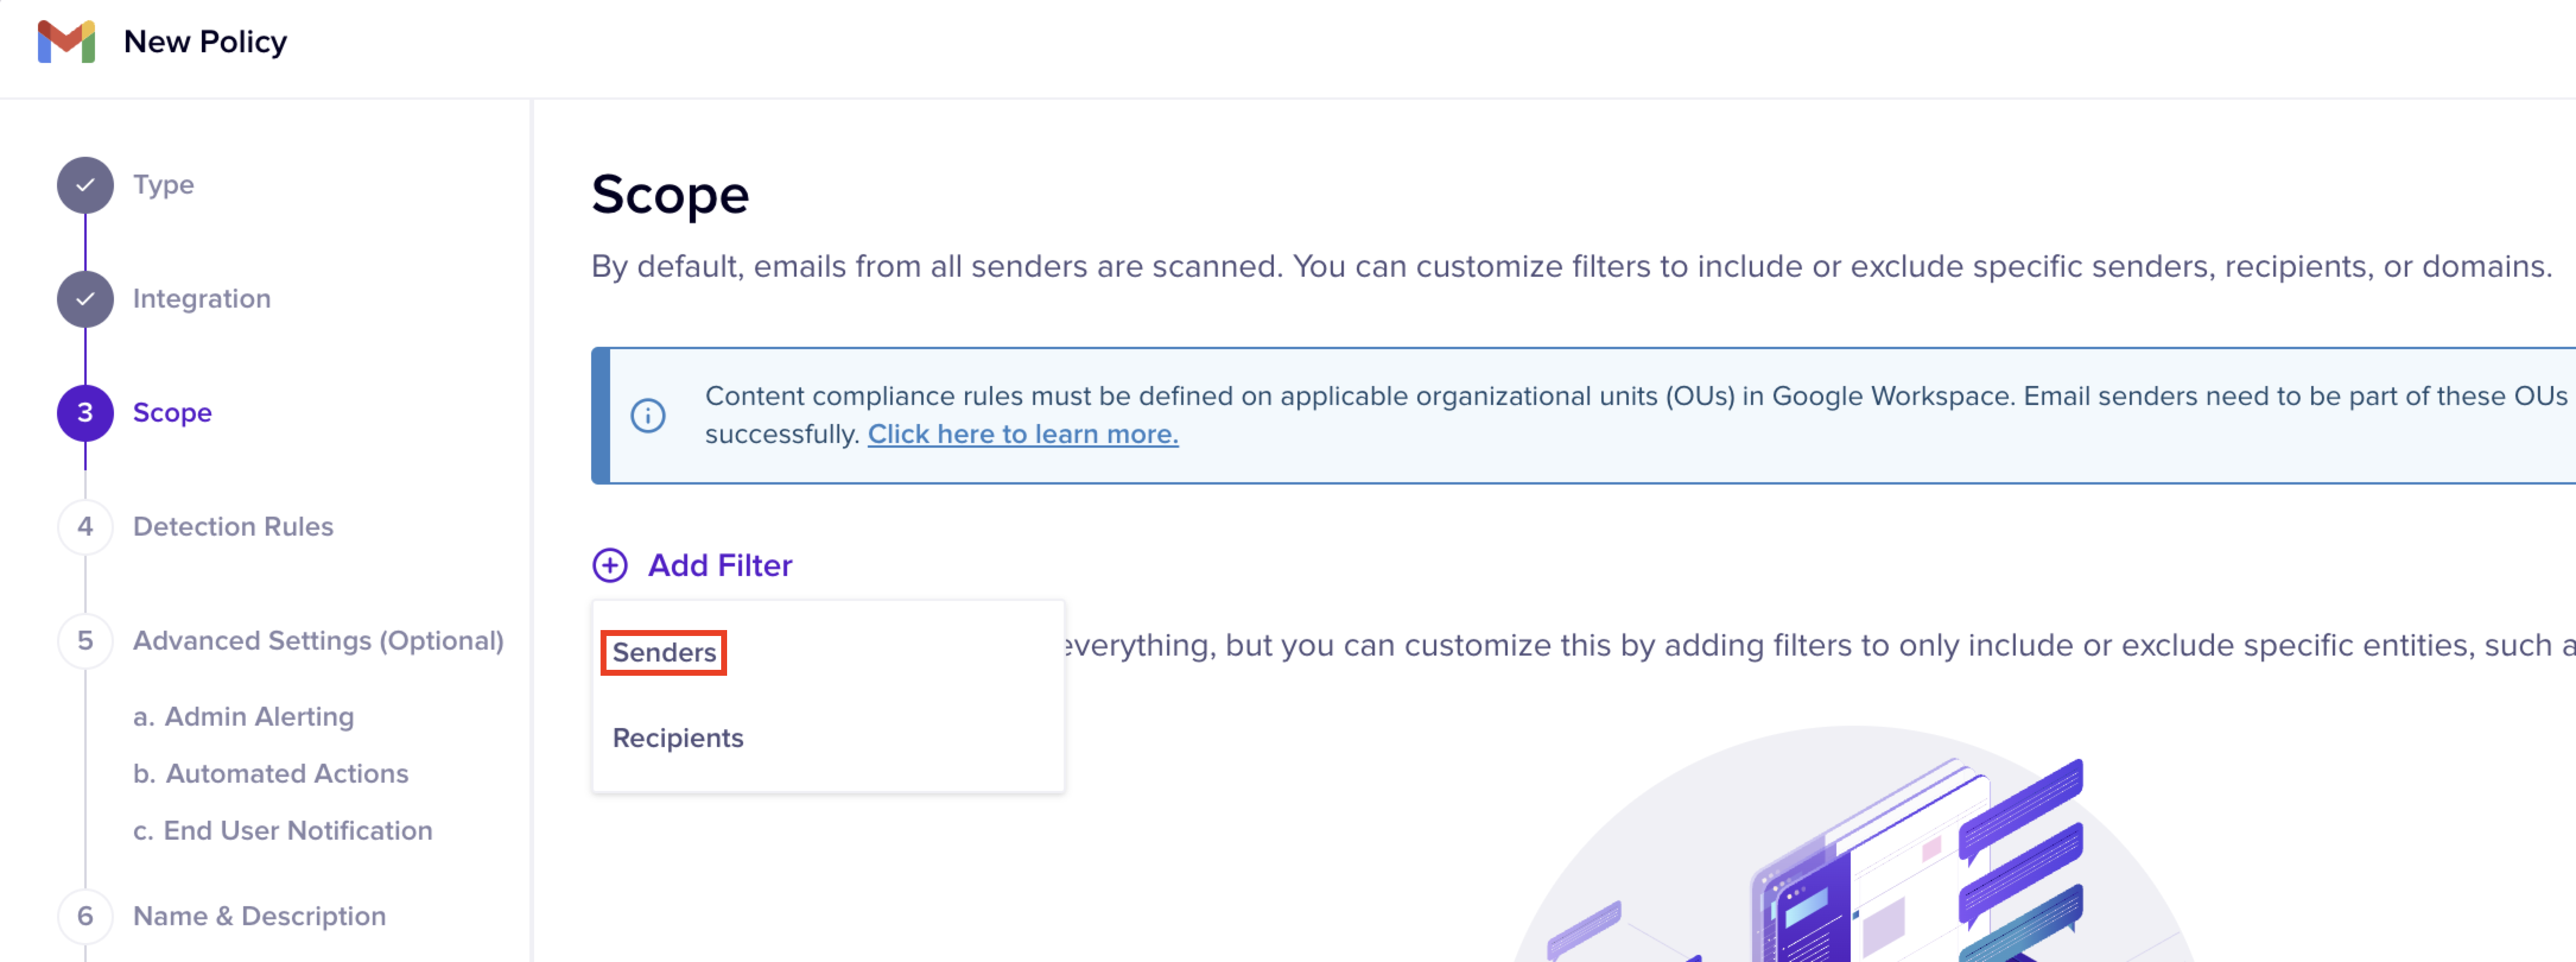 New Policy
Type
Integration
3 Scope
4 Detection Rules
5 Advanced Settings (Optional)
a. Admin Alerting
b. Automated Actions
c. End User Notification
6 Name & Description
Scope
By default, emails from all senders are scanned. You can customize filters to include or exclude specific senders, recipients, or domains.
Content compliance rules must be defined on applicable organizational units (OUs) in Google Workspace. Email senders need to be part of these OUs
successfully. Click here to learn more.
Add Filter
Senders
everything, but you can customize this by adding filters to only include or exclude specific entities, such a
Recipients